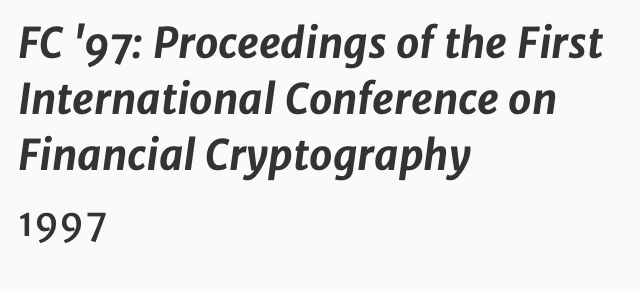 FC '97: Proceedings of the First
International Conference on
Financial Cryptography
1997